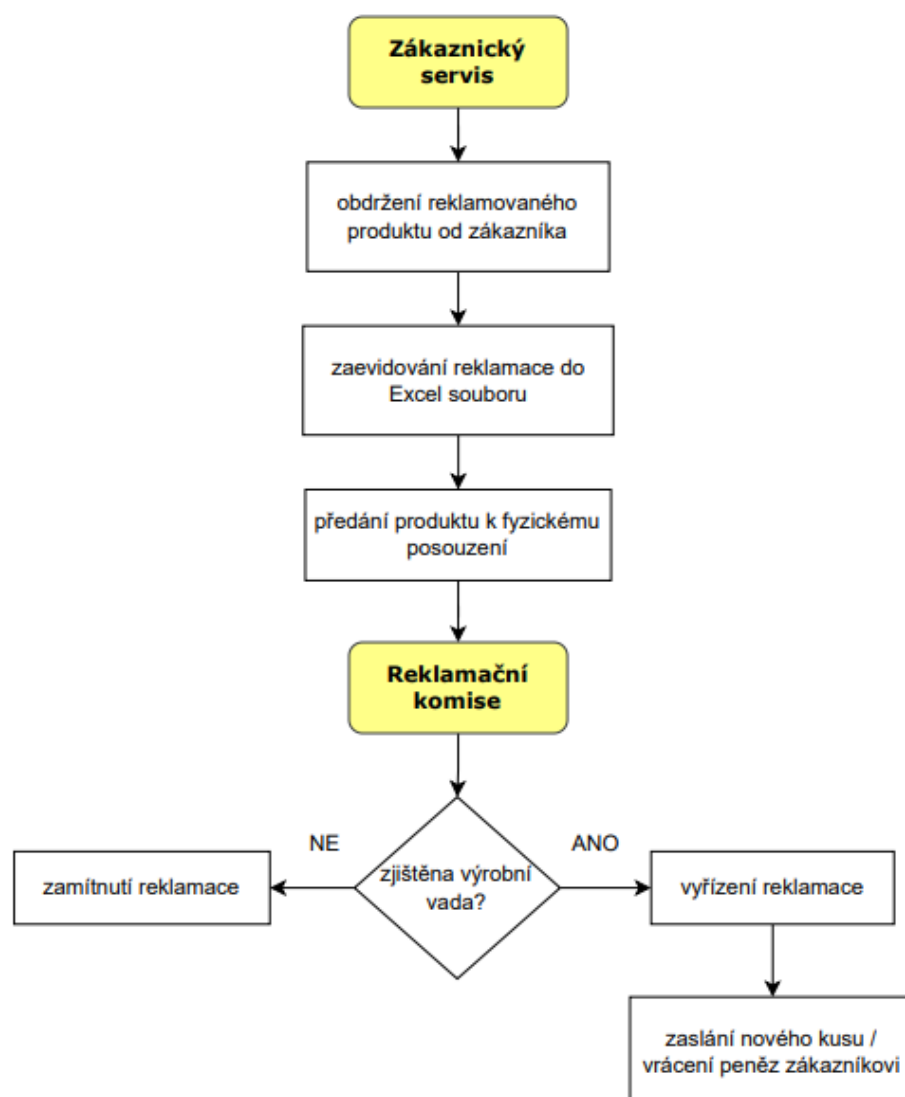 Zákaznický
servis
obdržení reklamovaného
produktu od zákazníka
zaevidování reklamace do
Excel souboru
předání produktu k fyzickému
posouzení
Reklamační
komise
NE
ANO
zamítnutí reklamace
zjištěna výrobní
vada?
vyřízení reklamace
zaslání nového kusu /
vrácení peněz zákazníkovi